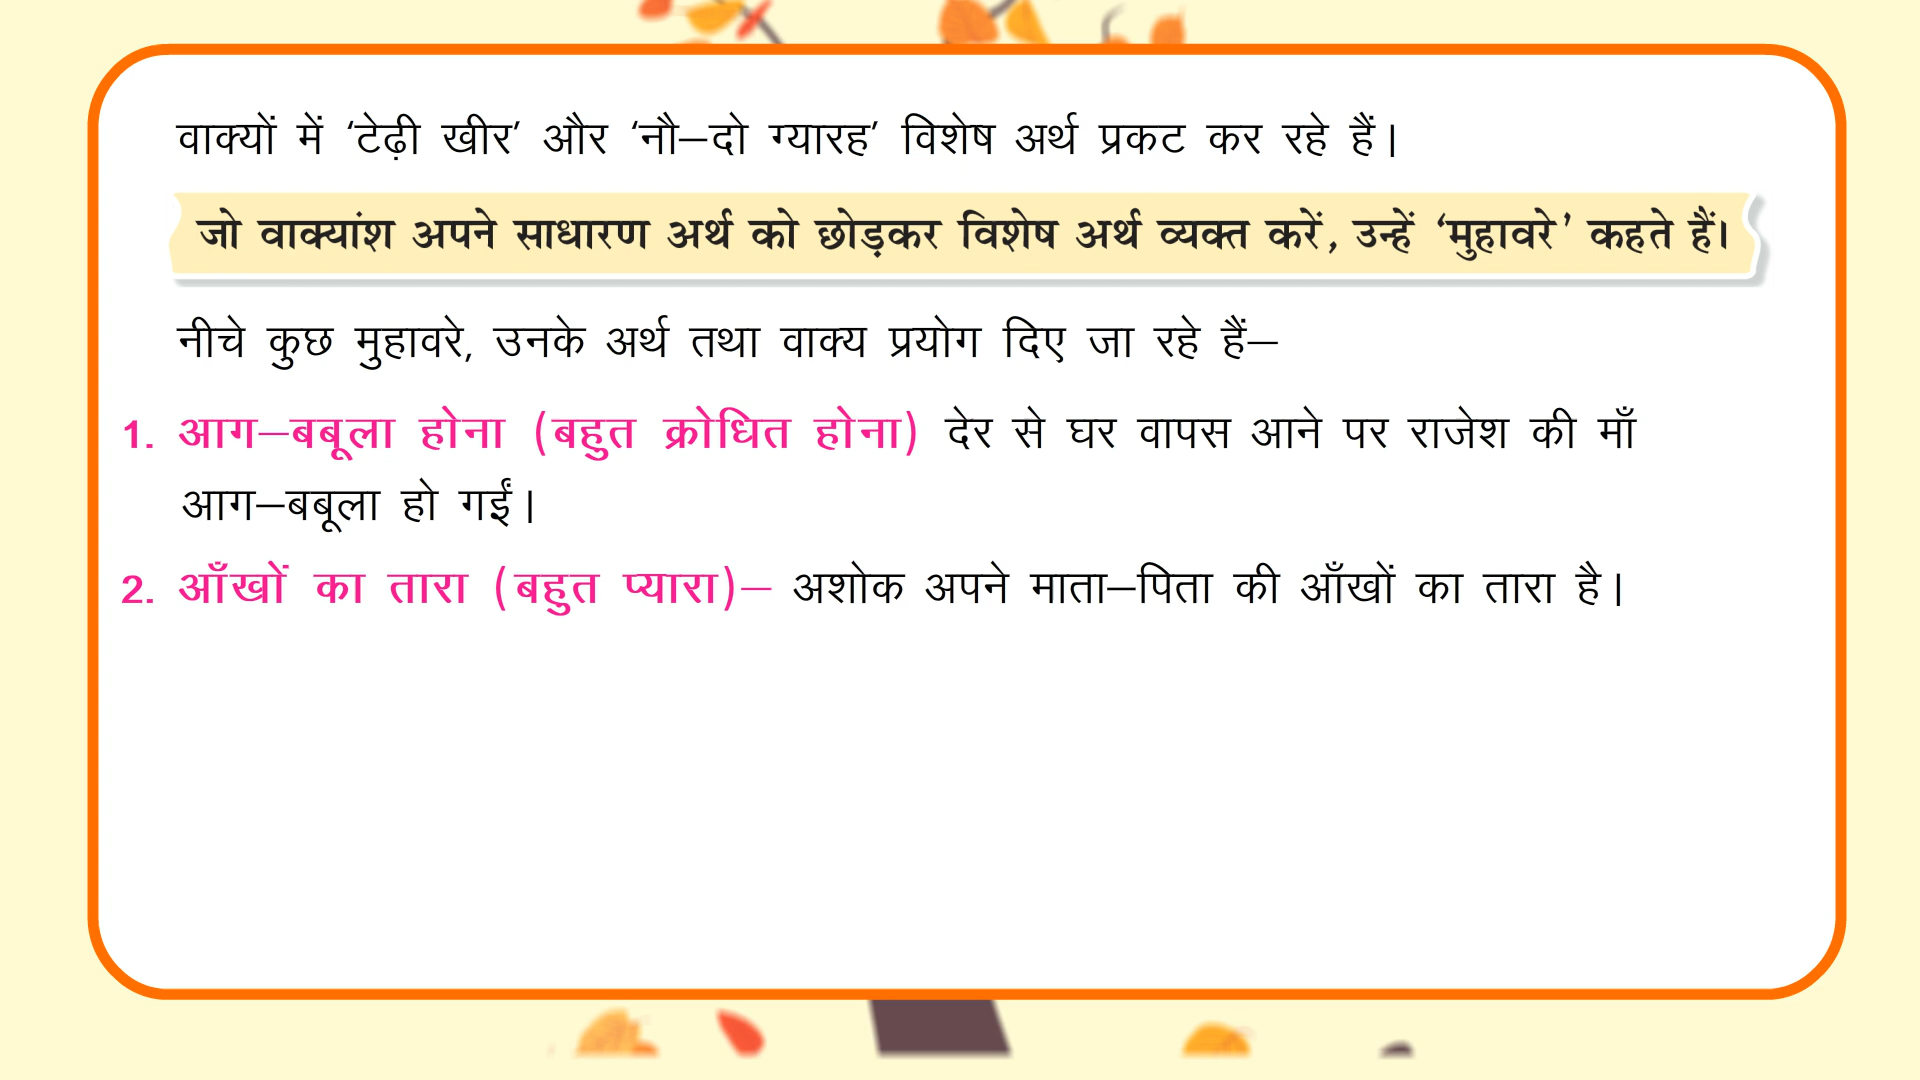 वाक्यों में ‘टेढ़ी खीर’ और ‘नौ–दो ग्यारह’ विशेष अर्थ प्रकट कर रहे हैं।
जो वाक्यांश अपने साधारण अर्थ को छोड़कर विशेष अर्थ व्यक्त करें, उन्हें ‘मुहावरे’ कहते हैं।
नीचे कुछ मुहावरे, उनके अर्थ तथा वाक्य प्रयोग दिए जा रहे हैं–
1. आग–बबूला होना (बहुत क्रोधित होना) देर से घर वापस आने पर राजेश की माँ
आग–बबूला हो गईं।
2. आँखों का तारा (बहुत प्यारा)– अशोक अपने माता–पिता की आँखों का तारा है।